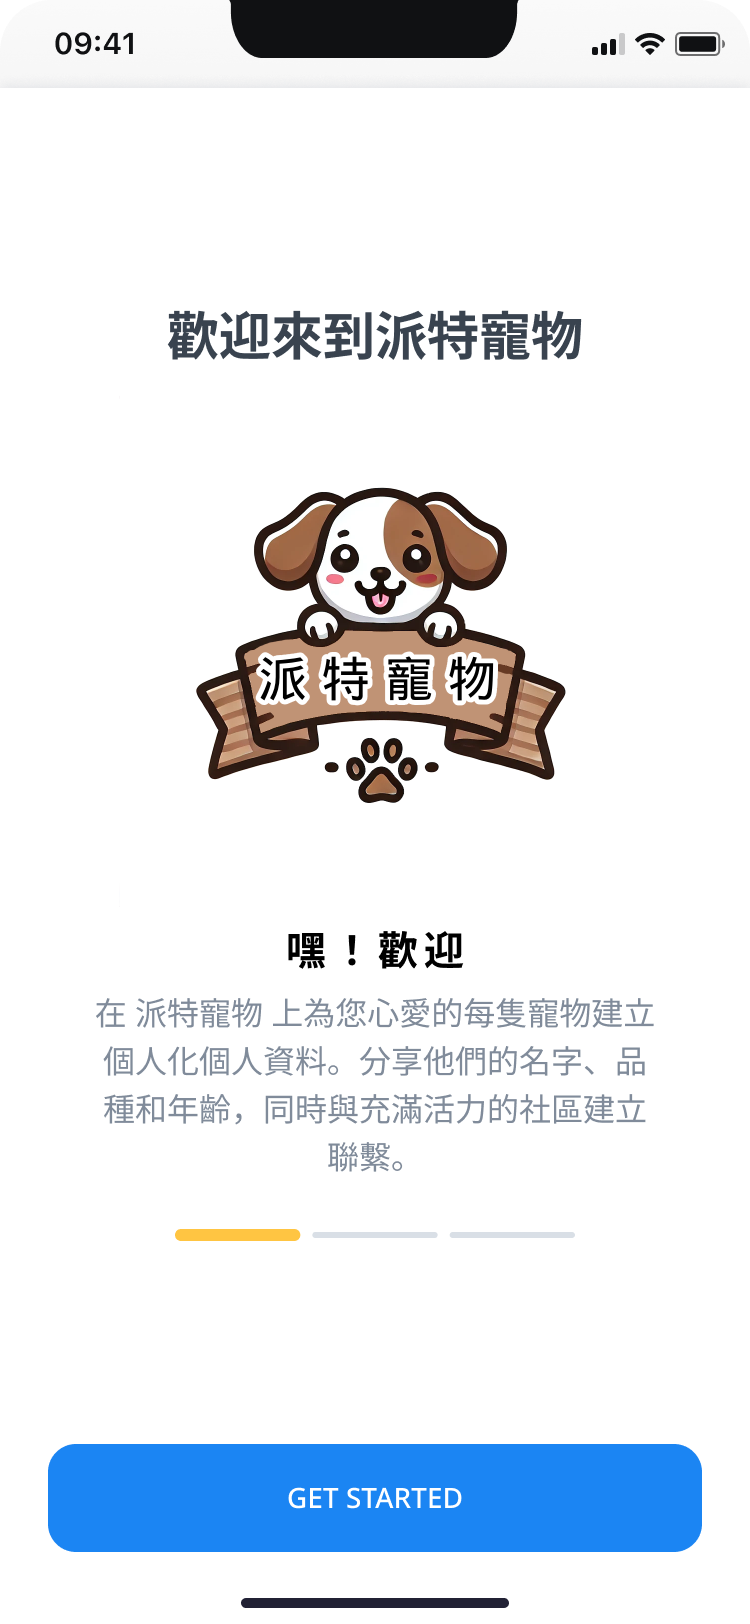 09:41
歡迎來到派特寵物
派特寵物
嘿！歡迎
在 派特寵物 上為您心愛的每隻寵物建立
個人化個人資料。分享他們的名字、品
種和年齡，同時與充滿活力的社區建立
聯繫。
GET STARTED